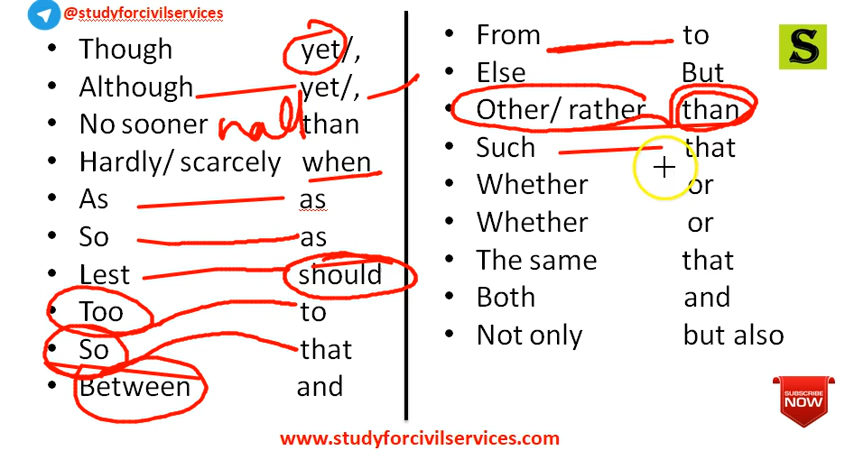 @studyforcivilservices
Though yet/,
Although yet/,
No sooner than
Hardly/ scarcely when
As as
So as
Lest should
Too to
So that
Between and
From to
Else But
Other/ rather than
Such that
Whether or
Whether or
The same that
Both and
Not only but also
S
SUBSCRIBE
NOW
www.studyforcivilservices.com